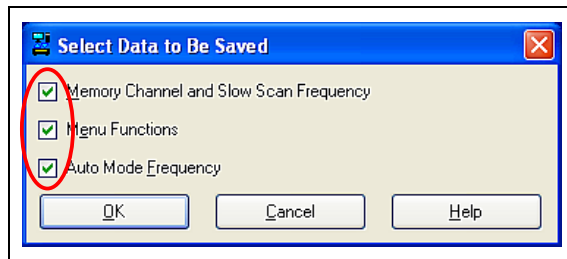 Select Data to Be Saved
Memory Channel and Slow Scan Frequency
Menu Functions
Auto Mode Frequency
OK Cancel Help